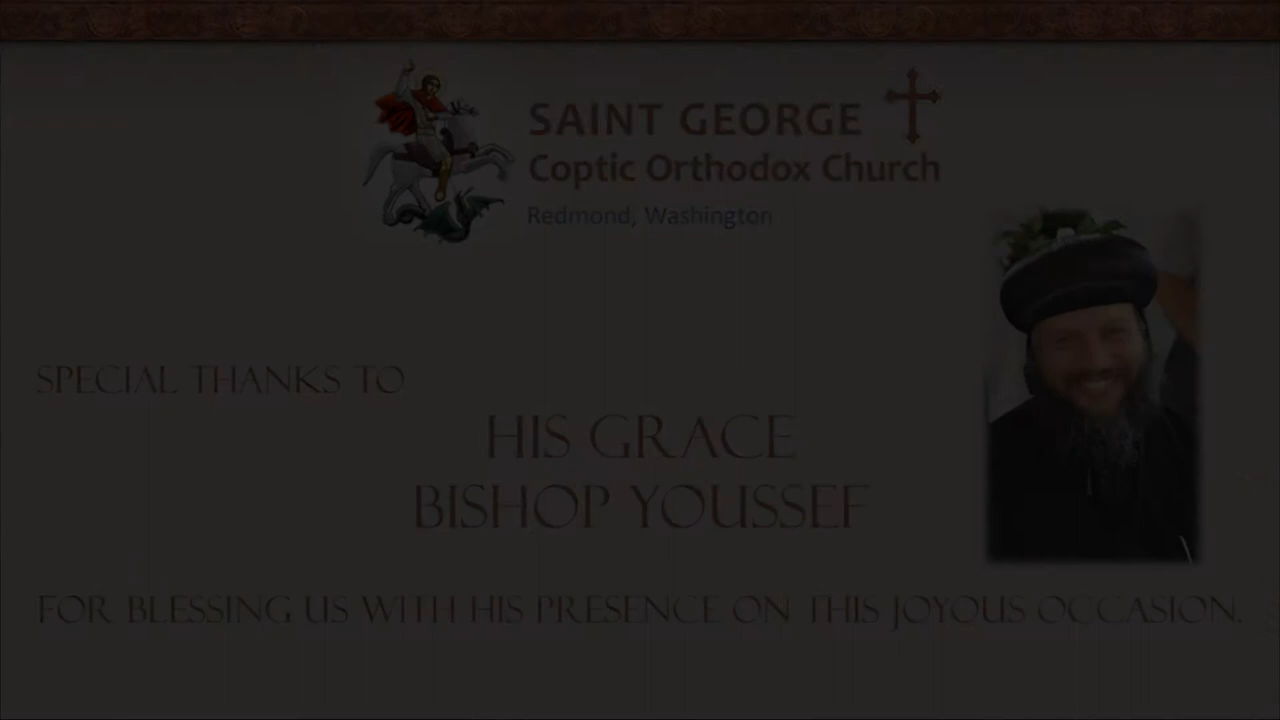 SAINT GEORGE
Coptic Orthodox Church
Redmond, Washington
SPECIAL THANKS TO
HIS GRACE
BISHOP YOUSSEF
FOR BLESSING US WITH HIS PRESENCE ON THIS JOYOUS OCCASION.